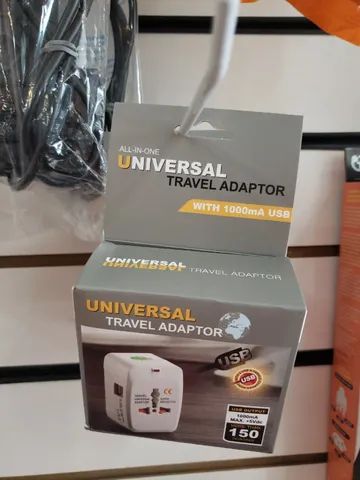 ALL-IN-ONE
UNIVERSAL
TRAVEL ADAPTOR
WITH 1000mA USB
UNIVERSAL TRAVEL ADAPTOR
UNIVERSAL
TRAVEL ADAPTOR
USB
USB
USB OUTPUT
1000mA
MAX. +5Vdc
150